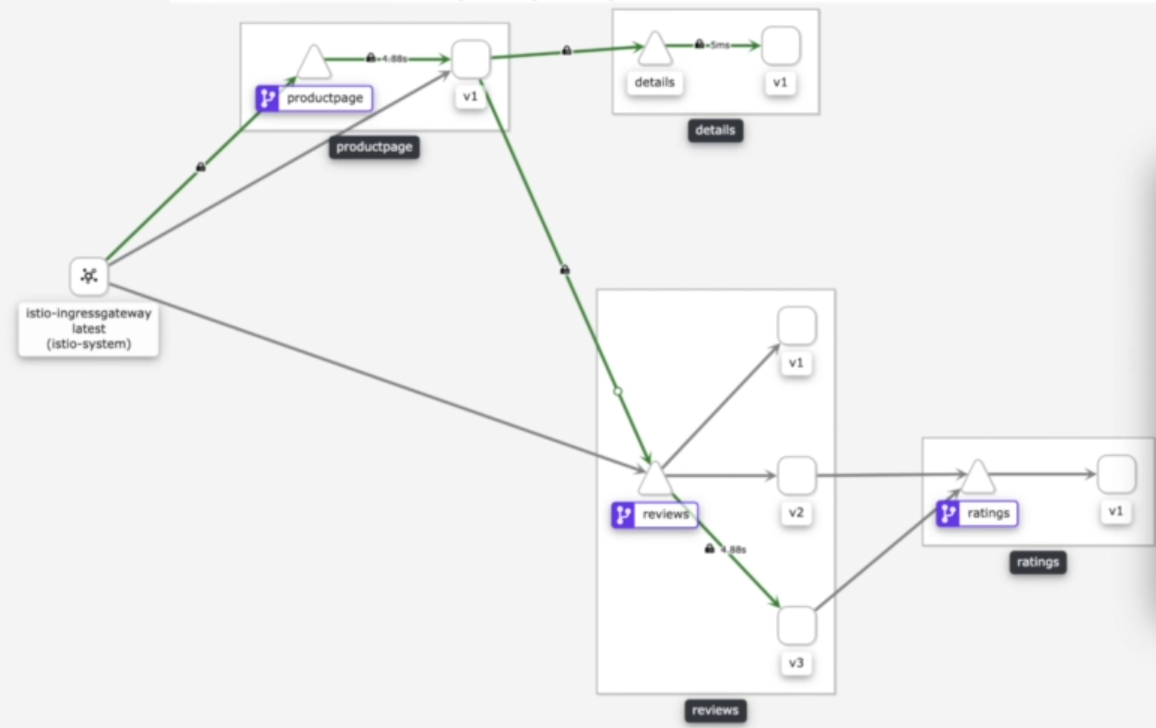 4.88s
productpage
v1
productpage
5ms
details
v1
details
istio-ingressgateway
latest
(istio-system)
v1
reviews
v2
4.88s
v3
reviews
ratings
v1
ratings